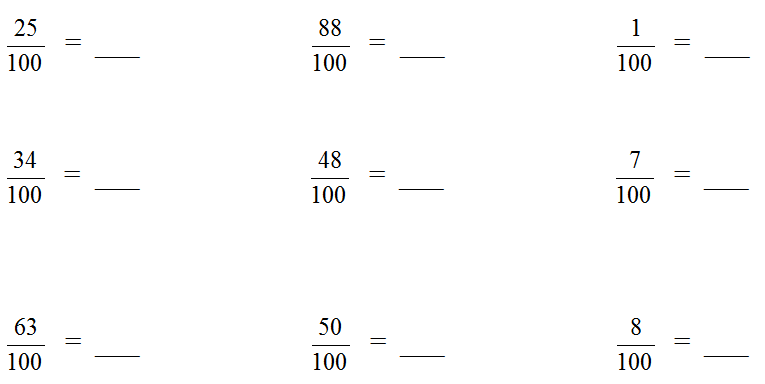 25/100 = ___ 88/100 = ___ 1/100 = ___
34/100 = ___ 48/100 = ___ 7/100 = ___
63/100 = ___ 50/100 = ___ 8/100 = ___